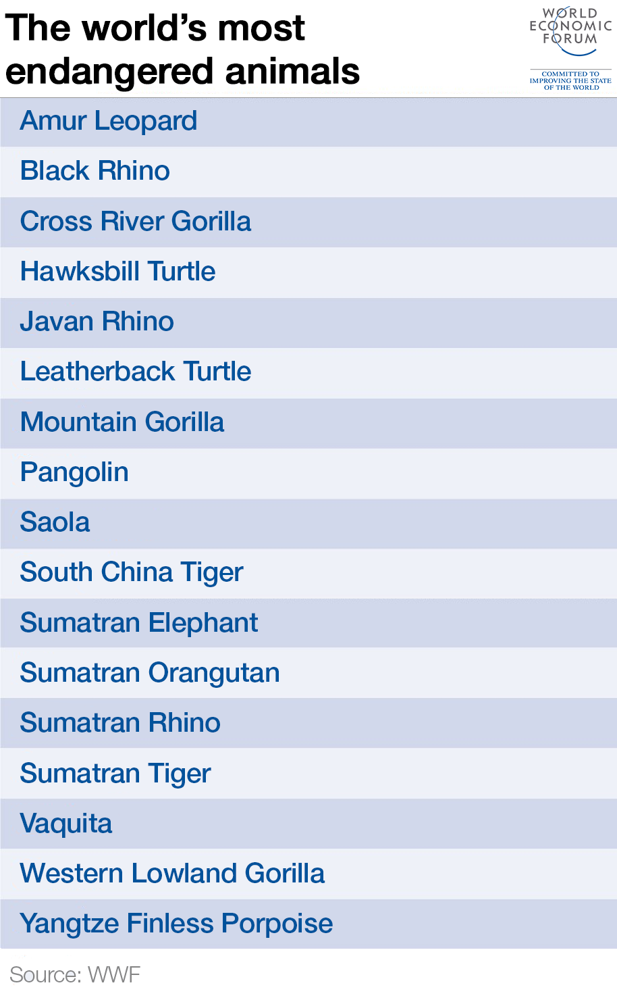 The world’s most
endangered animals
WORLD
ECONOMIC
FORUM
COMMITTED TO
IMPROVING THE STATE
OF THE WORLD
Amur Leopard
Black Rhino
Cross River Gorilla
Hawksbill Turtle
Javan Rhino
Leatherback Turtle
Mountain Gorilla
Pangolin
Saola
South China Tiger
Sumatran Elephant
Sumatran Orangutan
Sumatran Rhino
Sumatran Tiger
Vaquita
Western Lowland Gorilla
Yangtze Finless Porpoise
Source: WWF